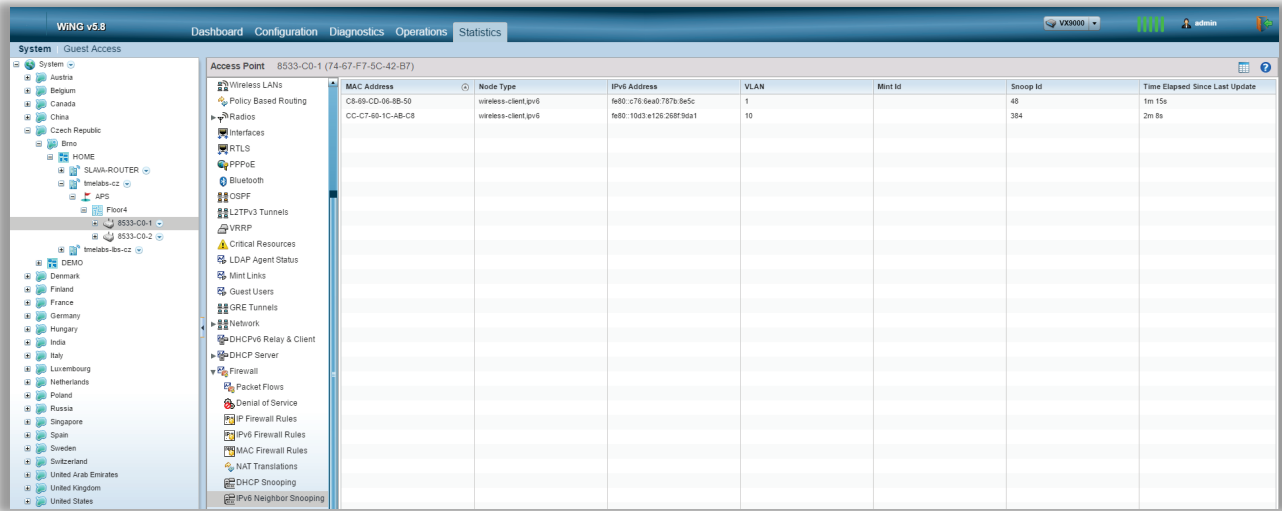 WiNG v5.8
Dashboard Configuration Diagnostics Operations Statistics
VX9000
admin
System | Guest Access
System
Austria
Belgium
Canada
China
Czech Republic
Brno
HOME
SLAVA-ROUTER
tmelabs-cz
APS
Floor4
8533-C0-1
8533-C0-2
tmelabs-lbs-cz
DEMO
Denmark
Finland
France
Germany
Hungary
India
Italy
Luxembourg
Netherlands
Poland
Russia
Singapore
Spain
Sweden
Switzerland
United Arab Emirates
United Kingdom
United States
Access Point 8533-C0-1 (74-67-F7-5C-42-B7)
Wireless LANs
Policy Based Routing
Radios
Interfaces
RTLS
PPPoE
Bluetooth
OSPF
L2TPv3 Tunnels
VRRP
Critical Resources
LDAP Agent Status
Mint Links
Guest Users
GRE Tunnels
Network
DHCPv6 Relay & Client
DHCP Server
Firewall
Packet Flows
Denial of Service
IP Firewall Rules
IPv6 Firewall Rules
MAC Firewall Rules
NAT Translations
DHCP Snooping
IPv6 Neighbor Snooping
MAC Address Node Type IPv6 Address VLAN Mint Id Snoop Id Time Elapsed Since Last Update
C8-69-CD-06-8B-50 wireless-client,ipv6 fe80::c76:6ea0:787b:8e5c 1 48 1m 15s
CC-C7-60-1C-AB-C8 wireless-client,ipv6 fe80::10d3:e126:268f:9da1 10 384 2m 8s